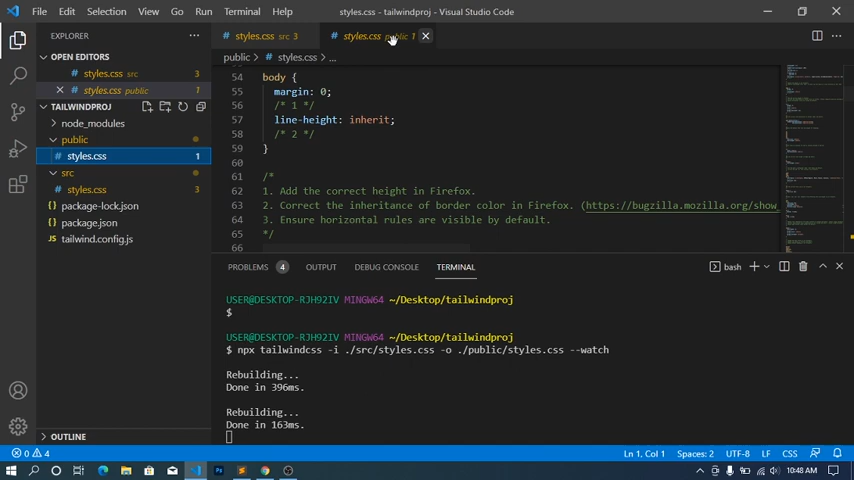 File Edit Selection View Go Run Terminal Help styles.css - tailwindproj - Visual Studio Code
EXPLORER
OPEN EDITORS
styles.css src 3
styles.css public 1
TAILWINDPROJ
node_modules
public
styles.css 1
src
styles.css 3
package-lock.json
package.json
tailwind.config.js
OUTLINE
styles.css src 3 styles.css public 1
public > styles.css > ...
54 body {
55 margin: 0;
56 /* 1 */
57 line-height: inherit;
58 /* 2 */
59 }
60
61 /*
62 1. Add the correct height in Firefox.
63 2. Correct the inheritance of border color in Firefox. (https://bugzilla.mozilla.org/show_
64 3. Ensure horizontal rules are visible by default.
65 */
66
PROBLEMS 4 OUTPUT DEBUG CONSOLE TERMINAL bash
USER@DESKTOP-RJH92IV MINGW64 ~/Desktop/tailwindproj
$
USER@DESKTOP-RJH92IV MINGW64 ~/Desktop/tailwindproj
$ npx tailwindcss -i ./src/styles.css -o ./public/styles.css --watch
Rebuilding...
Done in 396ms.
Rebuilding...
Done in 163ms.
0 4 Ln 1, Col 1 Spaces: 2 UTF-8 LF CSS
10:48 AM